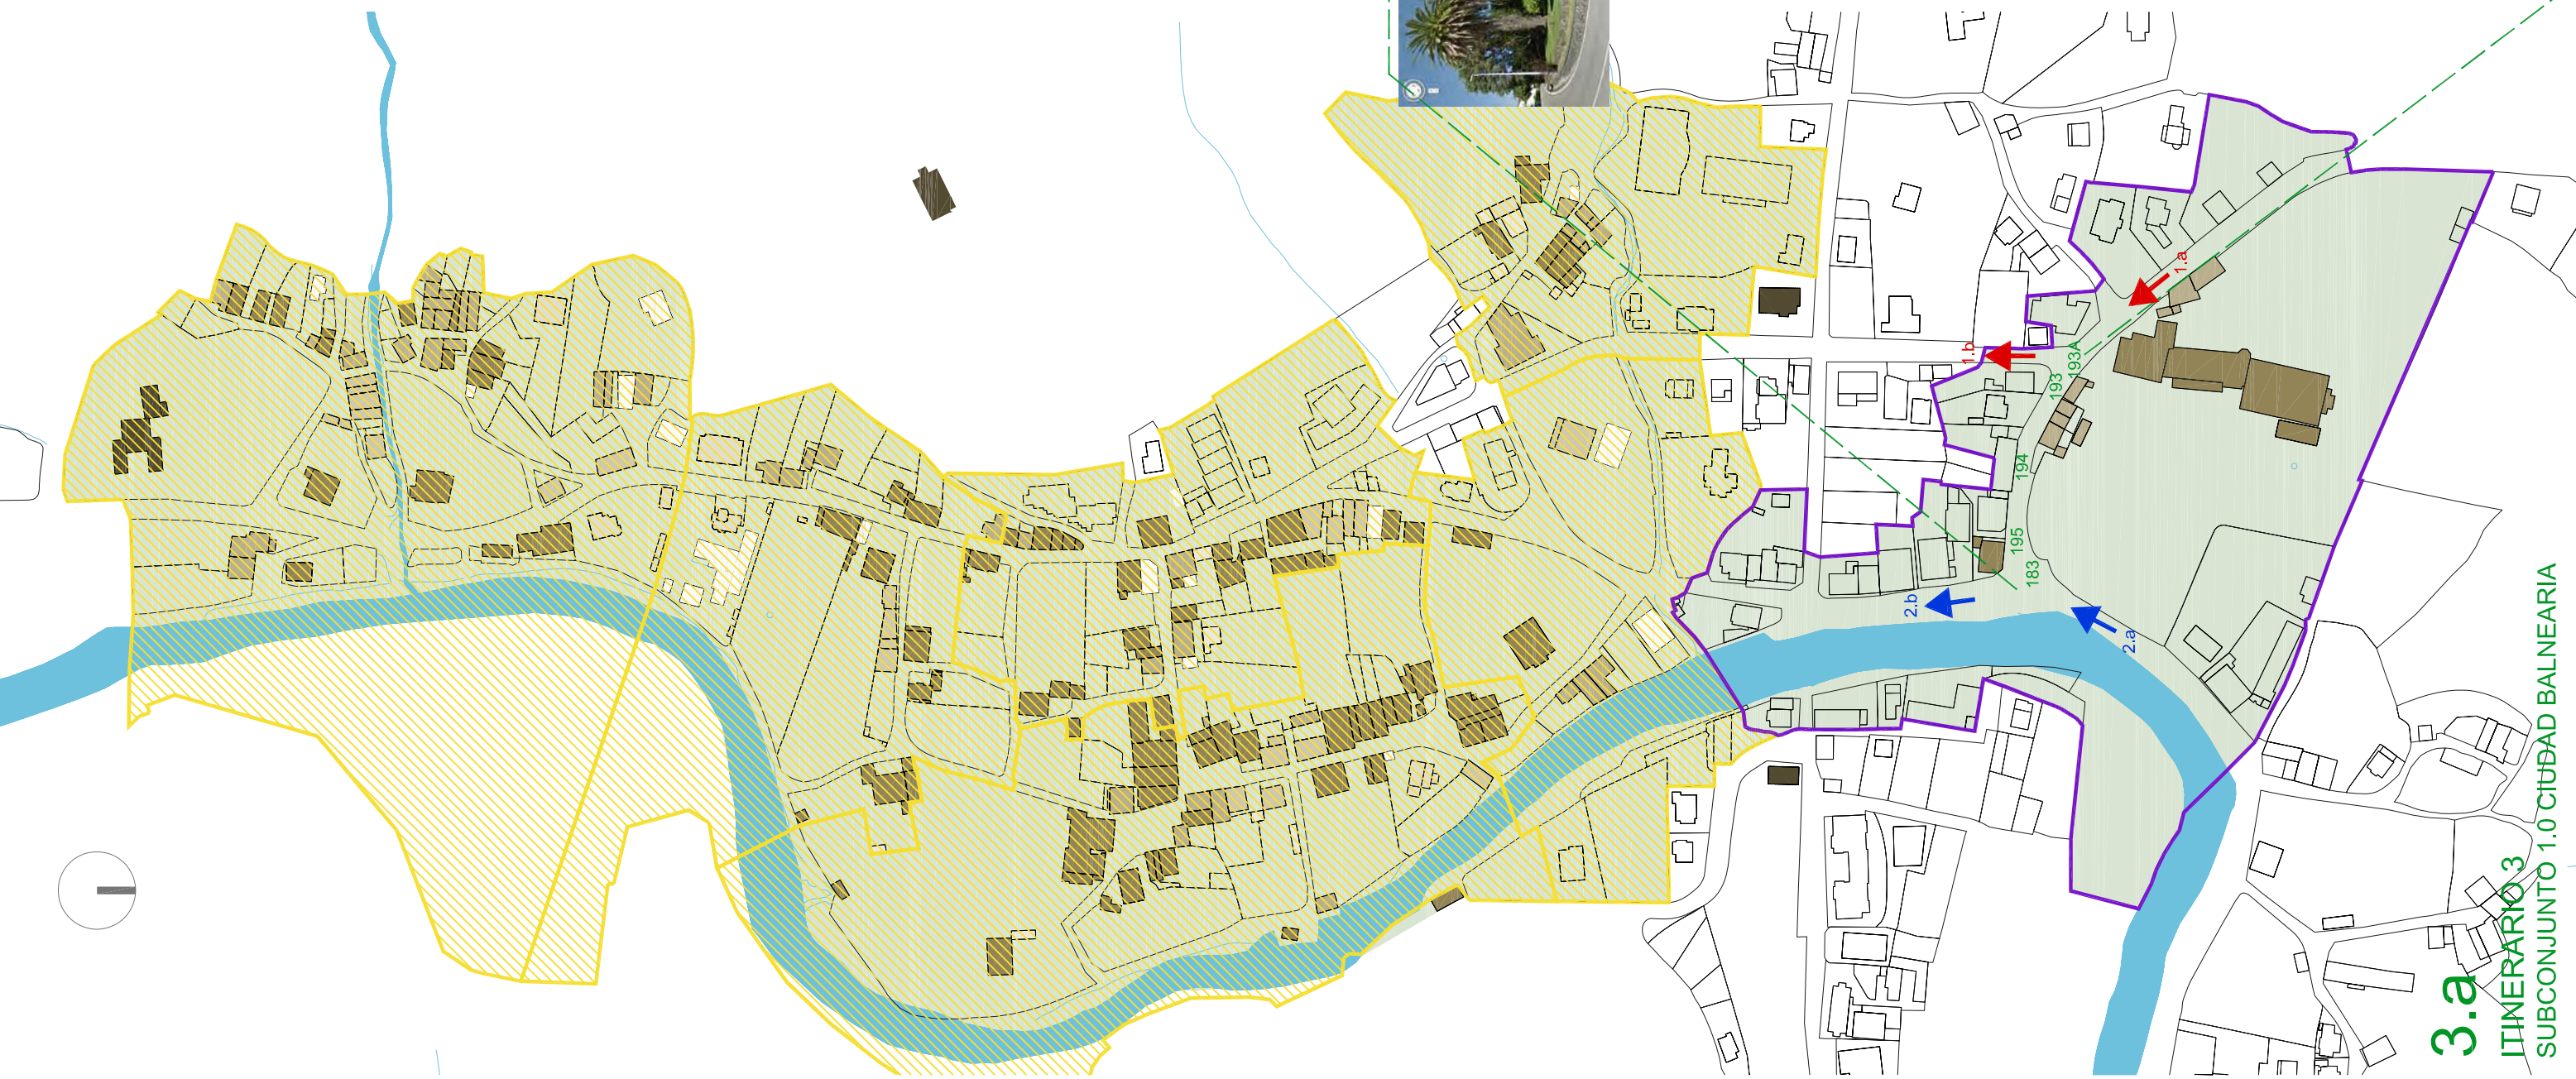 3.a
ITINERARIO 3
SUBCONJUNTO 1.0 CIUDAD BALNEARIA
1.a
1.b
193
193A
194
195
183
2.b
2.a